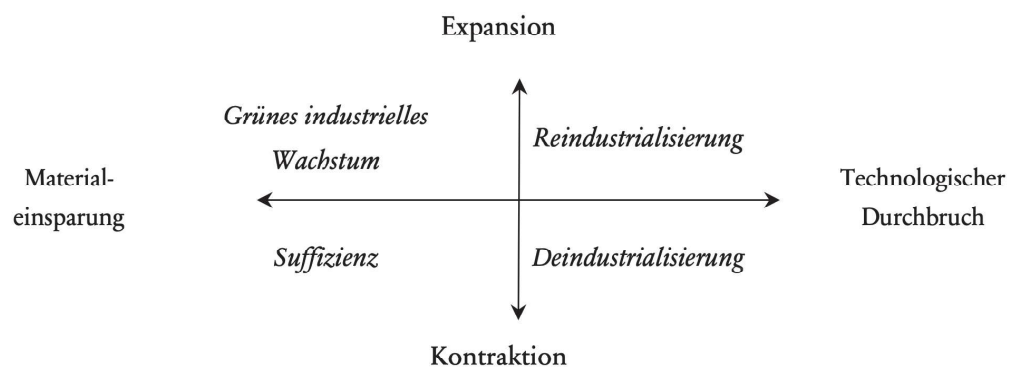 Expansion
Grünes industrielles
Wachstum
Reindustrialisierung
Material-
einsparung
Technologischer
Durchbruch
Suffizienz
Deindustrialisierung
Kontraktion